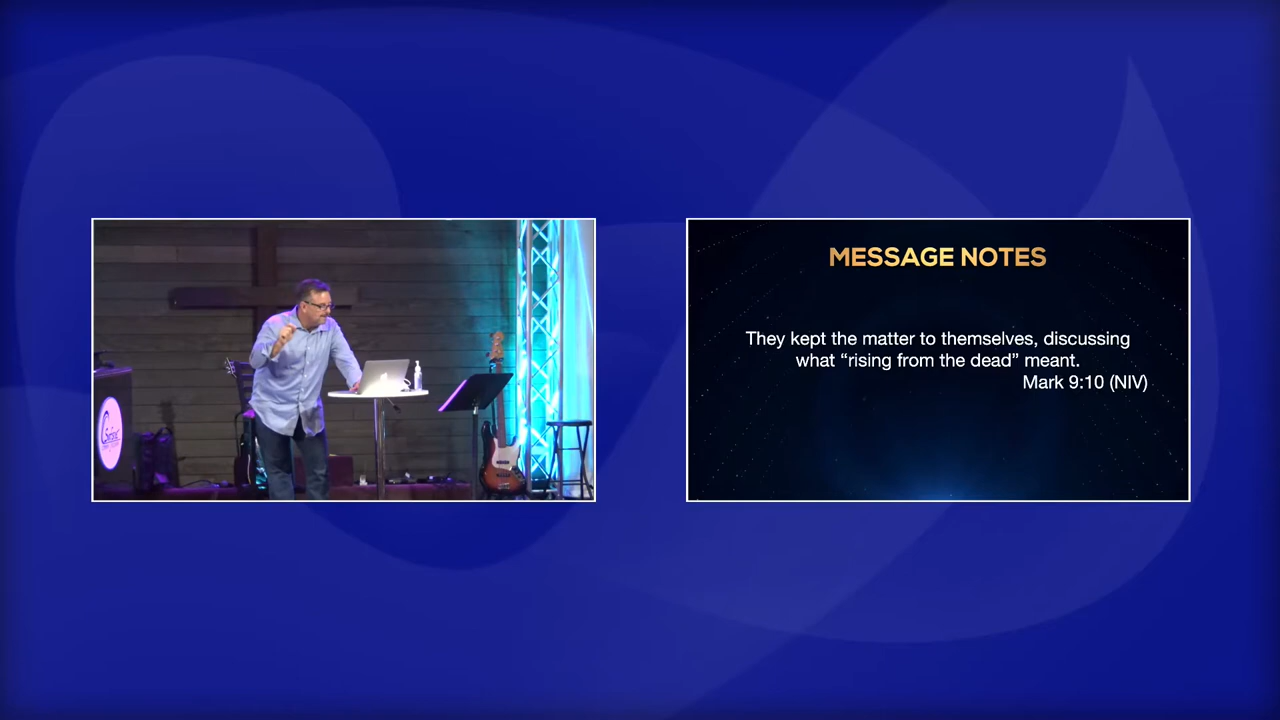 MESSAGE NOTES
They kept the matter to themselves, discussing
what “rising from the dead” meant.
Mark 9:10 (NIV)